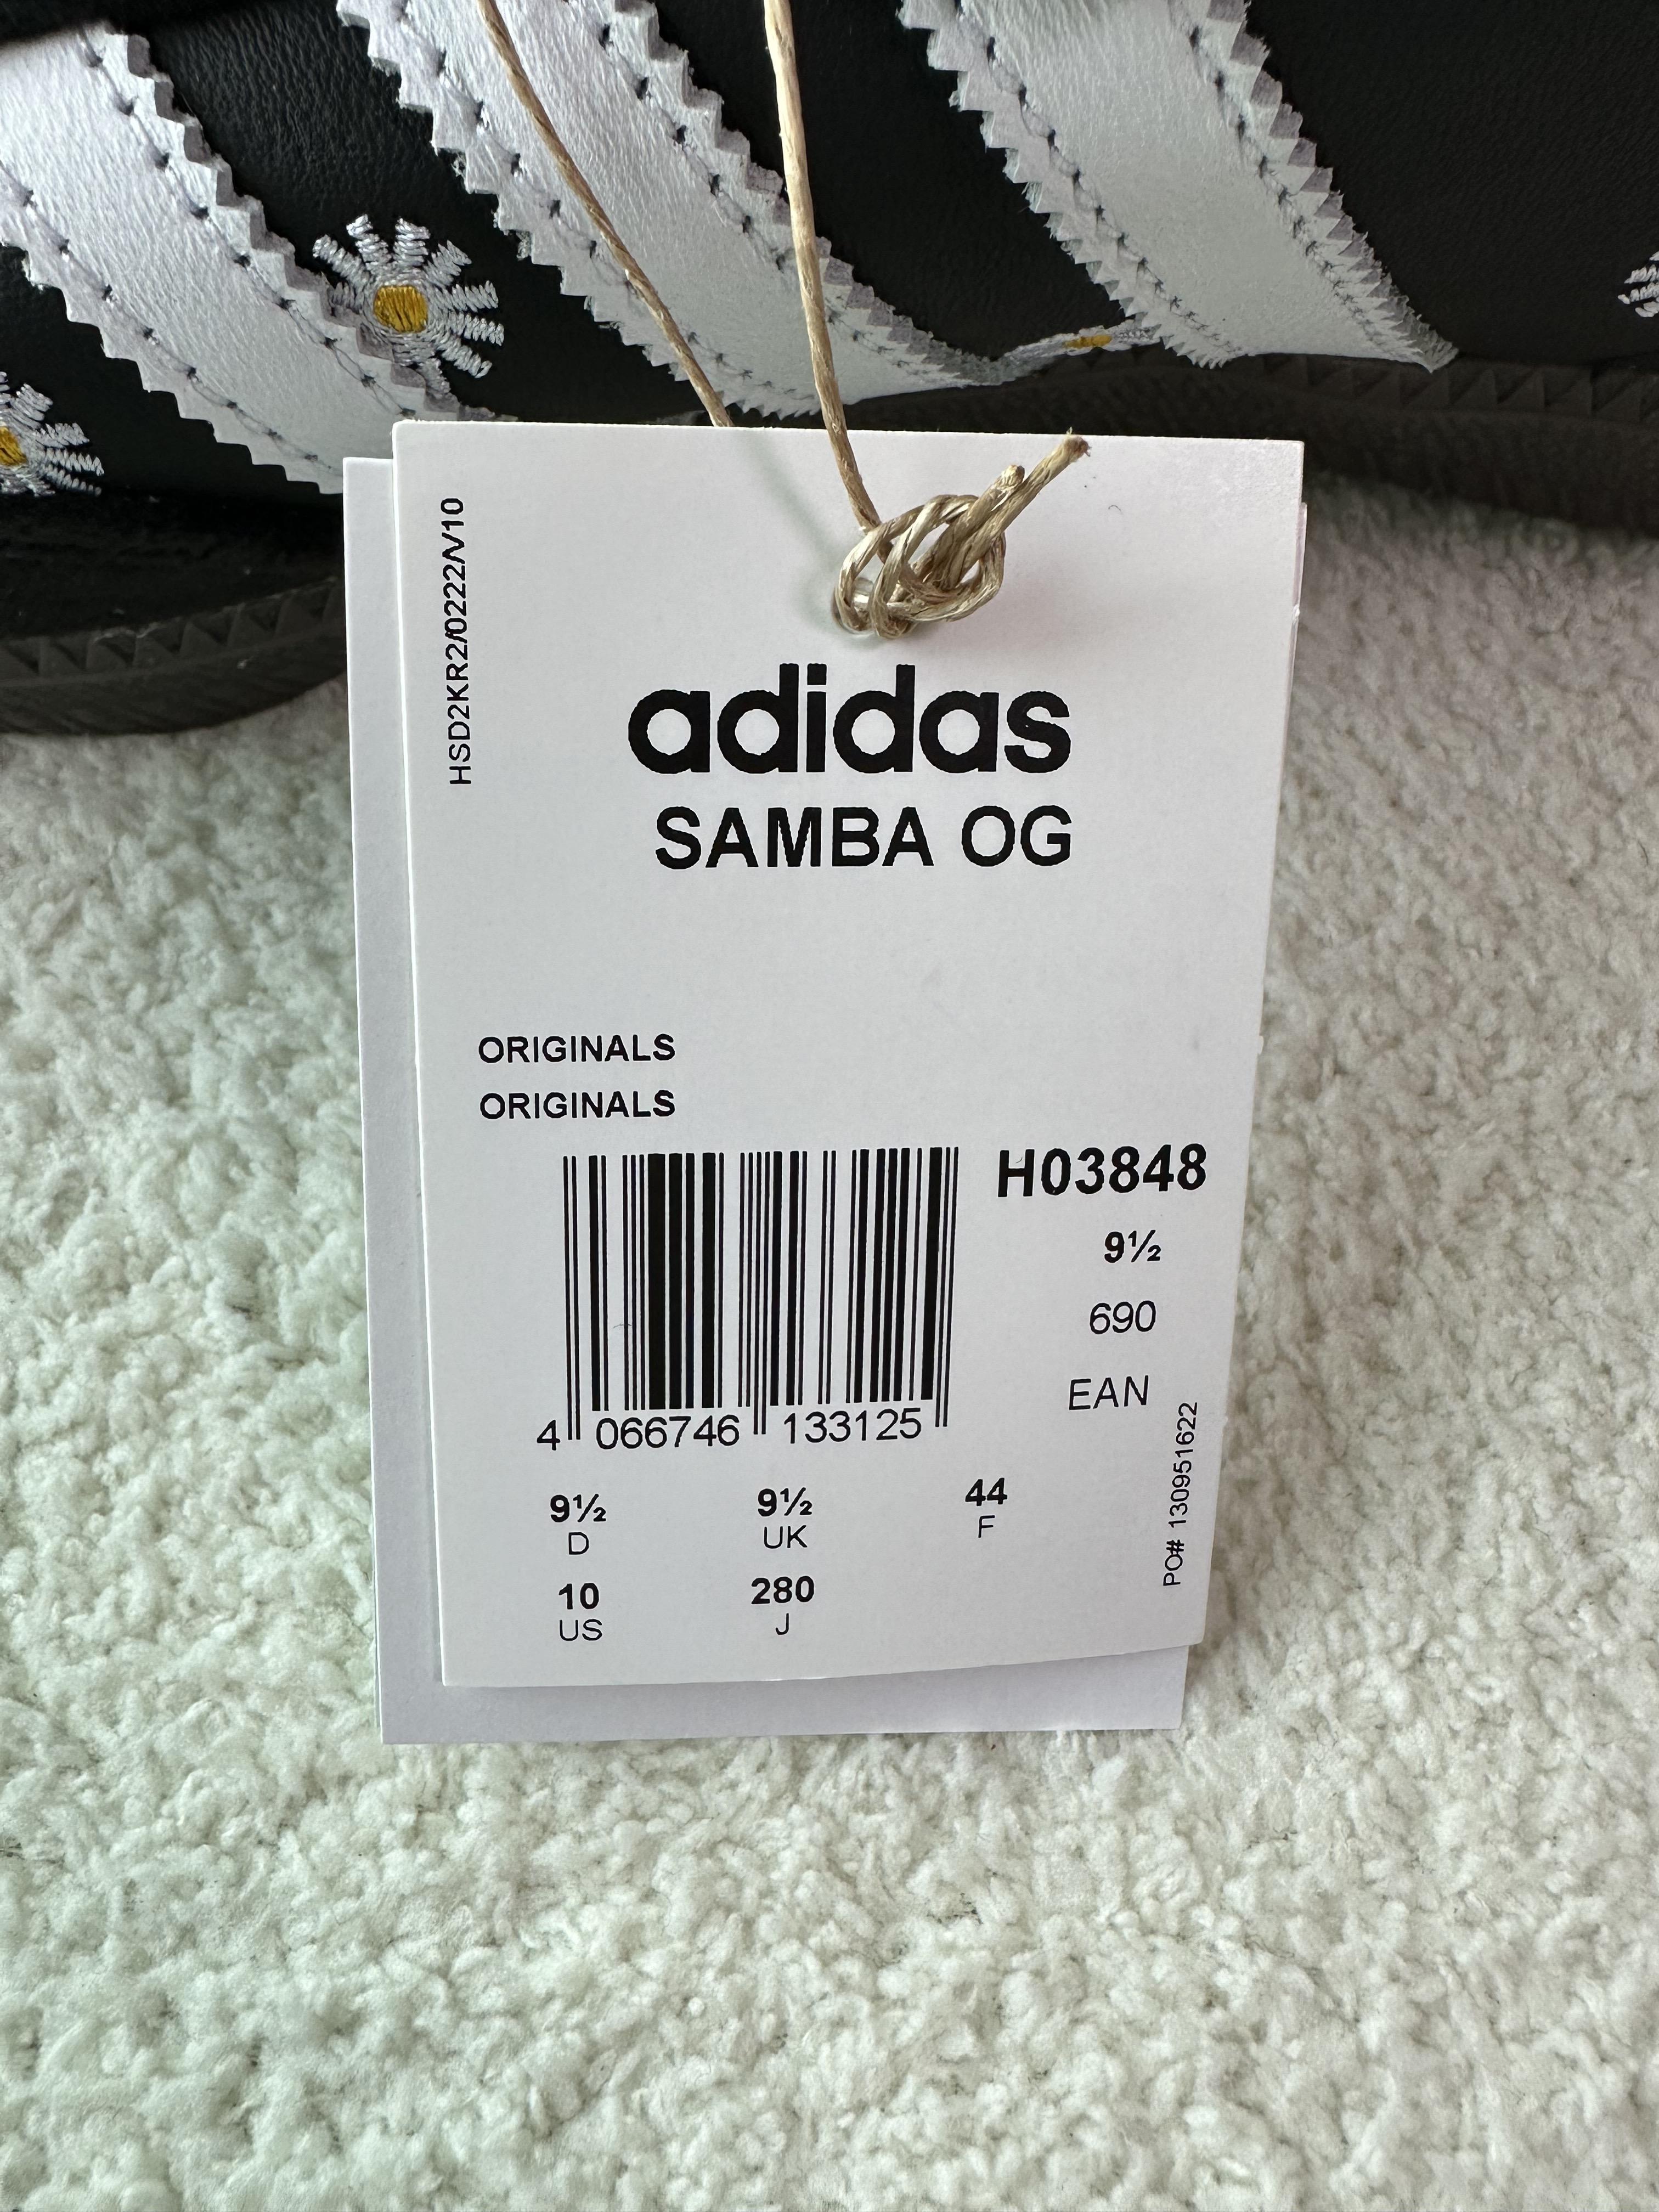 HSD2KR2/0222/V10
adidas
SAMBA OG
ORIGINALS
ORIGINALS
H03848
9½
690
EAN
4 066746 133125
PO# 130951622
9½ 9½ 44
D UK F
10 280
US J